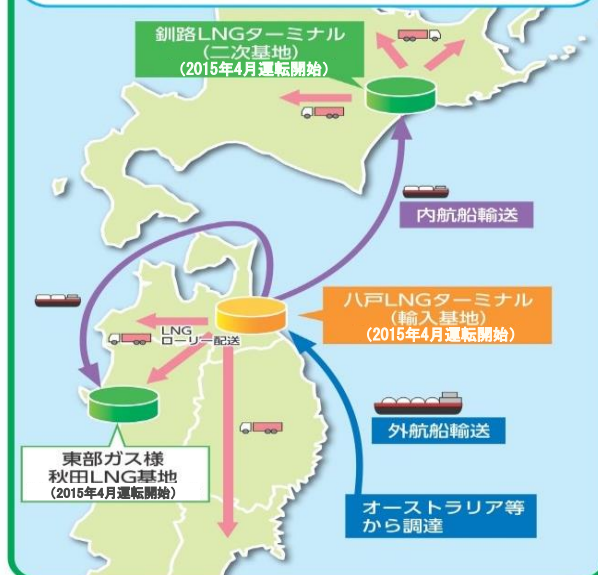 釧路LNGターミナル
(二次基地)
(2015年4月運転開始)
内航船輸送
八戸LNGターミナル
(輸入基地)
(2015年4月運転開始)
LNG
ローリー配送
外航船輸送
東部ガス様
秋田LNG基地
(2015年4月運転開始)
オーストラリア等
から調達